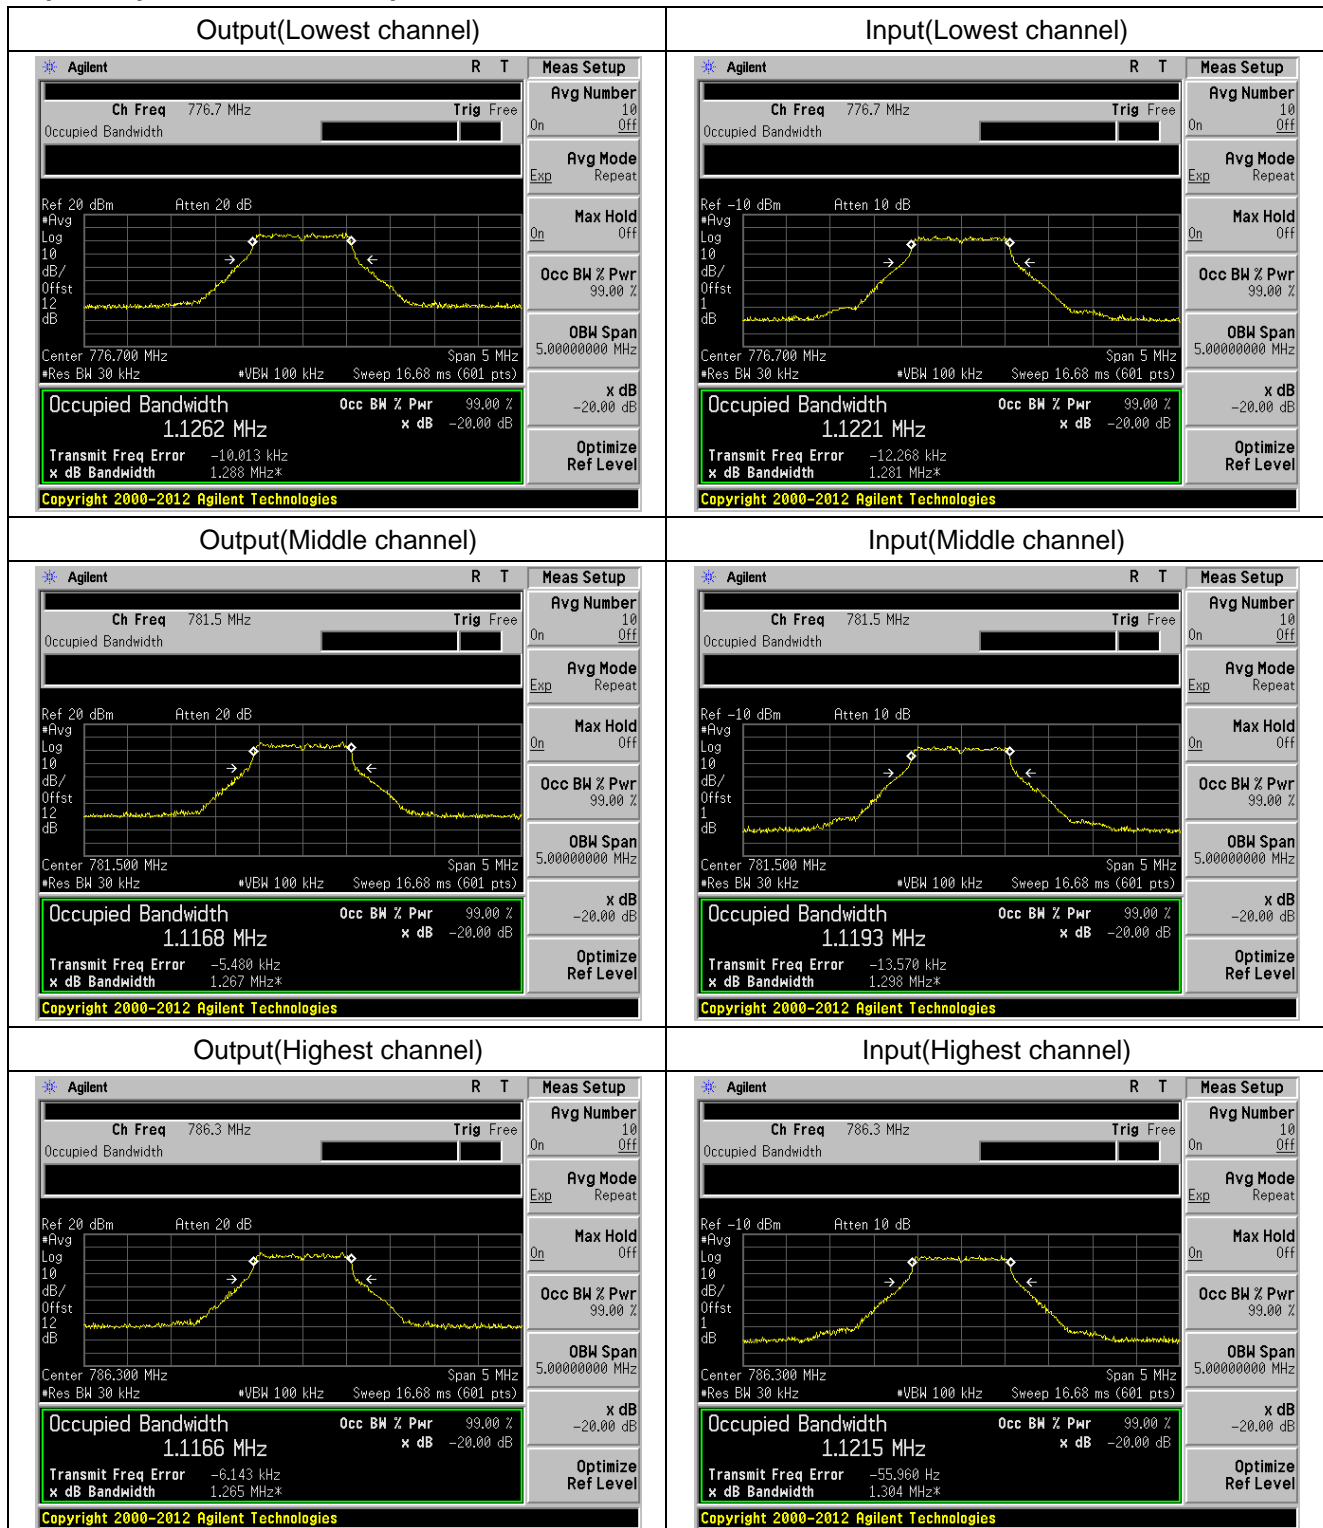 Output(Lowest channel)
Input(Lowest channel)
Agilent R T Meas Setup
Ch Freq 776.7 MHz Trig Free
Occupied Bandwidth
Avg Number
10
On Off
Avg Mode
Exp Repeat
Ref 20 dBm Atten 20 dB
#Avg
Log
10
dB/
Offst
12
dB
Max Hold
On Off
Occ BW % Pwr
99.00 %
OBW Span
5.00000000 MHz
Center 776.700 MHz Span 5 MHz
#Res BW 30 kHz #VBW 100 kHz Sweep 16.68 ms (601 pts)
x dB
-20.00 dB
Occupied Bandwidth Occ BW % Pwr 99.00 %
1.1262 MHz x dB -20.00 dB
Optimize
Ref Level
Transmit Freq Error -10.013 kHz
x dB Bandwidth 1.288 MHz*
Copyright 2000-2012 Agilent Technologies
Agilent R T Meas Setup
Ch Freq 776.7 MHz Trig Free
Occupied Bandwidth
Avg Number
10
On Off
Avg Mode
Exp Repeat
Ref -10 dBm Atten 10 dB
#Avg
Log
10
dB/
Offst
1
dB
Max Hold
On Off
Occ BW % Pwr
99.00 %
OBW Span
5.00000000 MHz
Center 776.700 MHz Span 5 MHz
#Res BW 30 kHz #VBW 100 kHz Sweep 16.68 ms (601 pts)
x dB
-20.00 dB
Occupied Bandwidth Occ BW % Pwr 99.00 %
1.1221 MHz x dB -20.00 dB
Optimize
Ref Level
Transmit Freq Error -12.268 kHz
x dB Bandwidth 1.281 MHz*
Copyright 2000-2012 Agilent Technologies
Output(Middle channel)
Input(Middle channel)
Agilent R T Meas Setup
Ch Freq 781.5 MHz Trig Free
Occupied Bandwidth
Avg Number
10
On Off
Avg Mode
Exp Repeat
Ref 20 dBm Atten 20 dB
#Avg
Log
10
dB/
Offst
12
dB
Max Hold
On Off
Occ BW % Pwr
99.00 %
OBW Span
5.00000000 MHz
Center 781.500 MHz Span 5 MHz
#Res BW 30 kHz #VBW 100 kHz Sweep 16.68 ms (601 pts)
x dB
-20.00 dB
Occupied Bandwidth Occ BW % Pwr 99.00 %
1.1168 MHz x dB -20.00 dB
Optimize
Ref Level
Transmit Freq Error -5.480 kHz
x dB Bandwidth 1.267 MHz*
Copyright 2000-2012 Agilent Technologies
Agilent R T Meas Setup
Ch Freq 781.5 MHz Trig Free
Occupied Bandwidth
Avg Number
10
On Off
Avg Mode
Exp Repeat
Ref -10 dBm Atten 10 dB
#Avg
Log
10
dB/
Offst
1
dB
Max Hold
On Off
Occ BW % Pwr
99.00 %
OBW Span
5.00000000 MHz
Center 781.500 MHz Span 5 MHz
#Res BW 30 kHz #VBW 100 kHz Sweep 16.68 ms (601 pts)
x dB
-20.00 dB
Occupied Bandwidth Occ BW % Pwr 99.00 %
1.1193 MHz x dB -20.00 dB
Optimize
Ref Level
Transmit Freq Error -13.570 kHz
x dB Bandwidth 1.298 MHz*
Copyright 2000-2012 Agilent Technologies
Output(Highest channel)
Input(Highest channel)
Agilent R T Meas Setup
Ch Freq 786.3 MHz Trig Free
Occupied Bandwidth
Avg Number
10
On Off
Avg Mode
Exp Repeat
Ref 20 dBm Atten 20 dB
#Avg
Log
10
dB/
Offst
12
dB
Max Hold
On Off
Occ BW % Pwr
99.00 %
OBW Span
5.00000000 MHz
Center 786.300 MHz Span 5 MHz
#Res BW 30 kHz #VBW 100 kHz Sweep 16.68 ms (601 pts)
x dB
-20.00 dB
Occupied Bandwidth Occ BW % Pwr 99.00 %
1.1166 MHz x dB -20.00 dB
Optimize
Ref Level
Transmit Freq Error -6.143 kHz
x dB Bandwidth 1.265 MHz*
Copyright 2000-2012 Agilent Technologies
Agilent R T Meas Setup
Ch Freq 786.3 MHz Trig Free
Occupied Bandwidth
Avg Number
10
On Off
Avg Mode
Exp Repeat
Ref -10 dBm Atten 10 dB
#Avg
Log
10
dB/
Offst
1
dB
Max Hold
On Off
Occ BW % Pwr
99.00 %
OBW Span
5.00000000 MHz
Center 786.300 MHz Span 5 MHz
#Res BW 30 kHz #VBW 100 kHz Sweep 16.68 ms (601 pts)
x dB
-20.00 dB
Occupied Bandwidth Occ BW % Pwr 99.00 %
1.1215 MHz x dB -20.00 dB
Optimize
Ref Level
Transmit Freq Error -55.960 Hz
x dB Bandwidth 1.304 MHz*
Copyright 2000-2012 Agilent Technologies